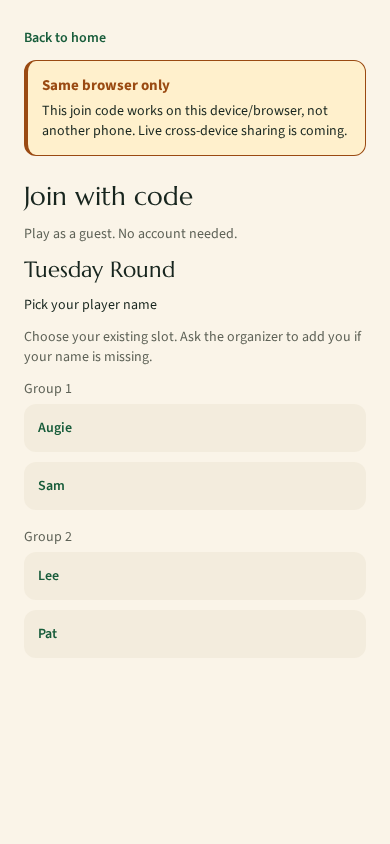 Back to home
Same browser only
This join code works on this device/browser, not
another phone. Live cross-device sharing is coming.
Join with code
Play as a guest. No account needed.
Tuesday Round
Pick your player name
Choose your existing slot. Ask the organizer to add you if
your name is missing.
Group 1
Augie
Sam
Group 2
Lee
Pat